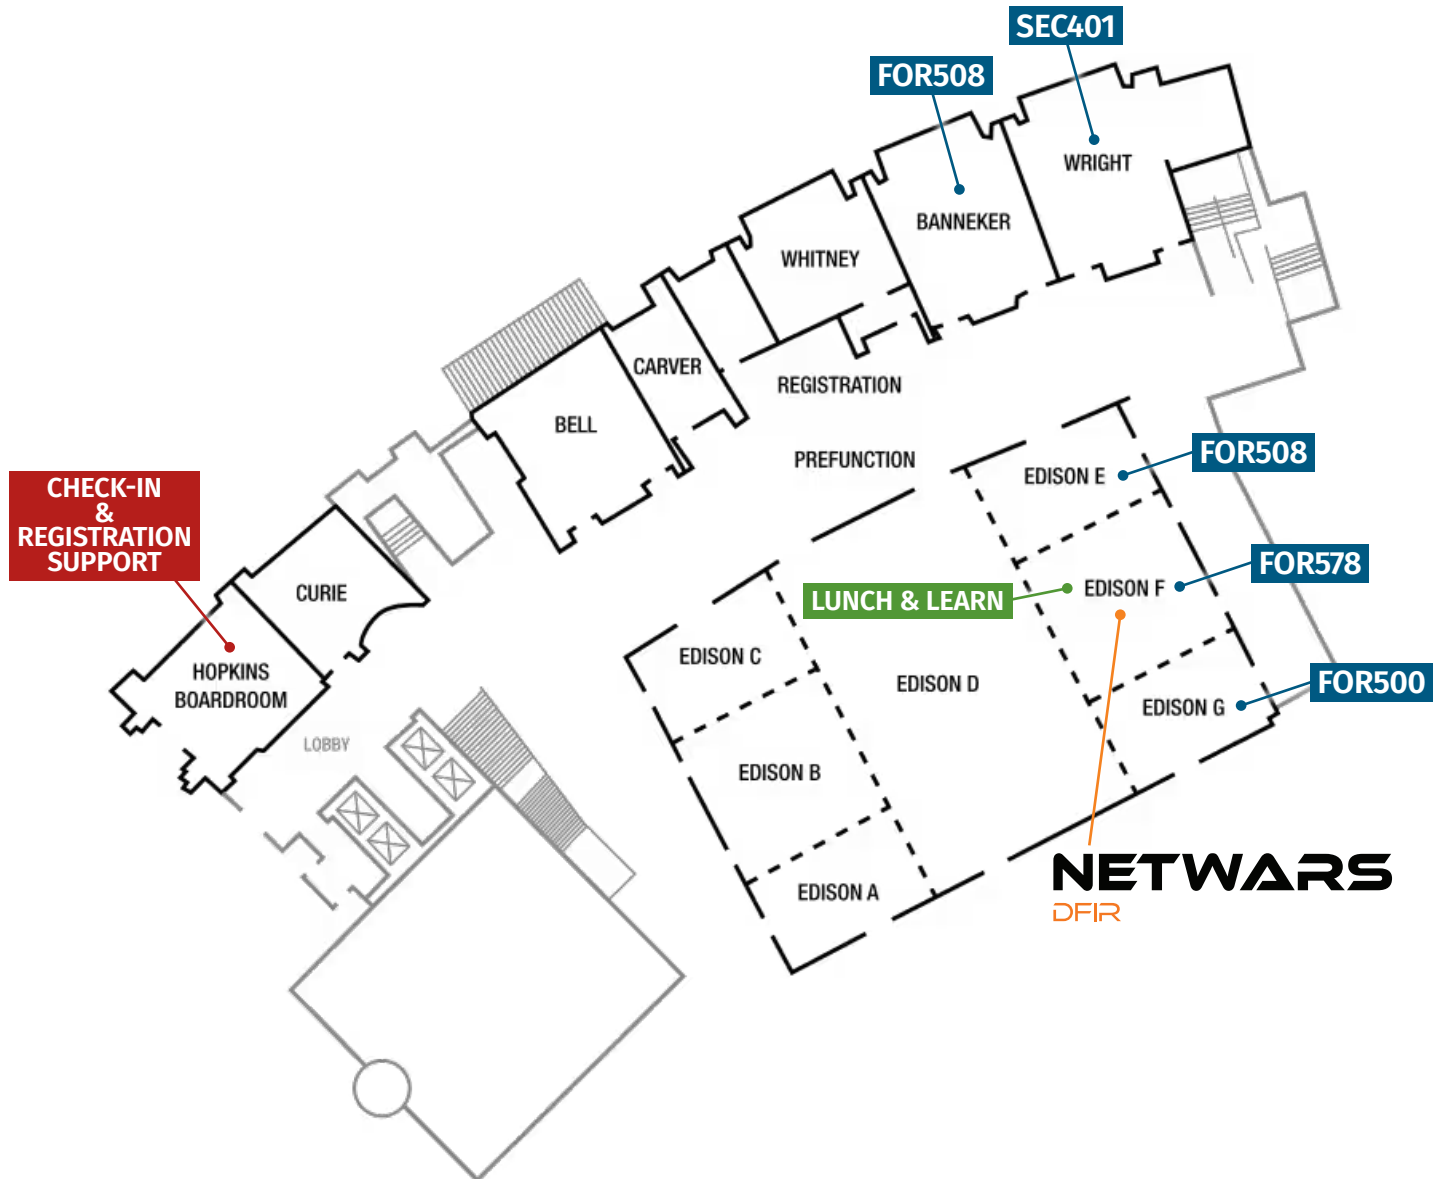 SEC401
FOR508
WRIGHT
BANNEKER
WHITNEY
CARVER
REGISTRATION
BELL
PREFUNCTION
FOR508
EDISON E
CHECK-IN
&
REGISTRATION
SUPPORT
FOR578
EDISON F
LUNCH & LEARN
CURIE
HOPKINS
BOARDROOM
EDISON C
EDISON D
FOR500
EDISON G
LOBBY
EDISON B
EDISON A
NETWARS
DFIR